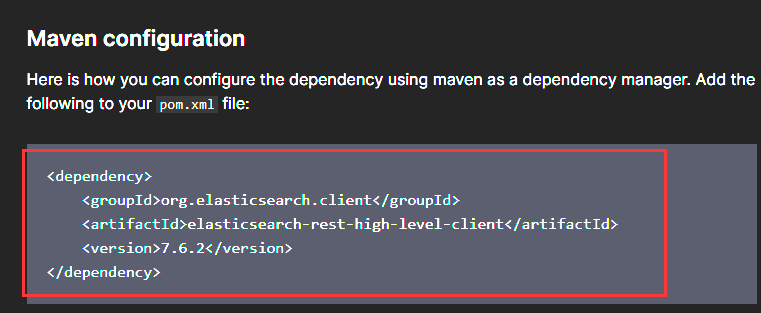 Maven configuration
Here is how you can configure the dependency using maven as a dependency manager. Add the
following to your pom.xml file:
<dependency>
    <groupId>org.elasticsearch.client</groupId>
    <artifactId>elasticsearch-rest-high-level-client</artifactId>
    <version>7.6.2</version>
</dependency>